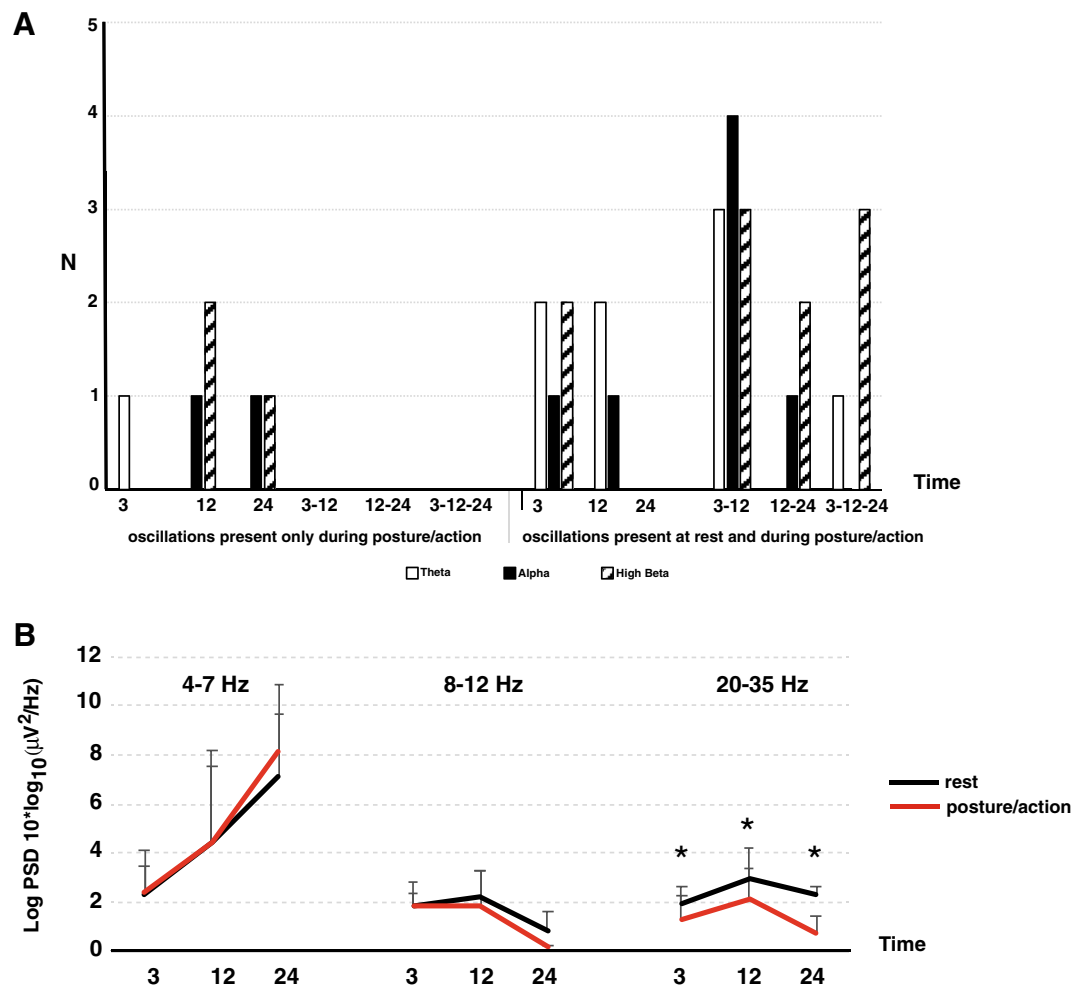 A
5
4
3
N
2
1
0
3 12 24 3-12 12-24 3-12-24 3 12 24 3-12 12-24 3-12-24 Time
oscillations present only during posture/action oscillations present at rest and during posture/action
Theta Alpha High Beta
B
Log PSD 10*log10(µV2/Hz)
12
10
8
6
4
2
0
4-7 Hz 8-12 Hz 20-35 Hz
* * *
rest
posture/action
Time
3 12 24 3 12 24 3 12 24